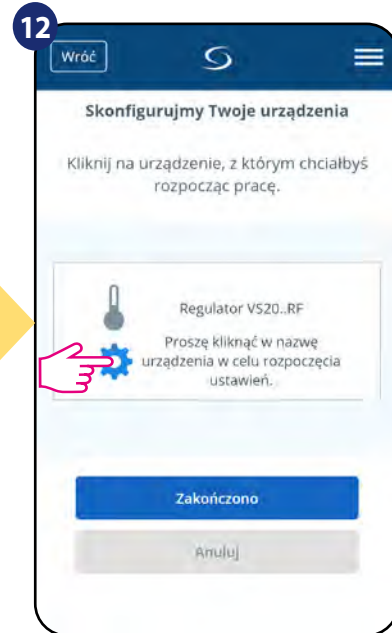 12
Wróć
Skonfigurujmy Twoje urządzenia
Kliknij na urządzenie, z którym chciałbyś
rozpocząc pracę.
Regulator VS20..RF
Proszę kliknąć w nazwę
urządzenia w celu rozpoczęcia
ustawień.
Zakończono
Anuluj